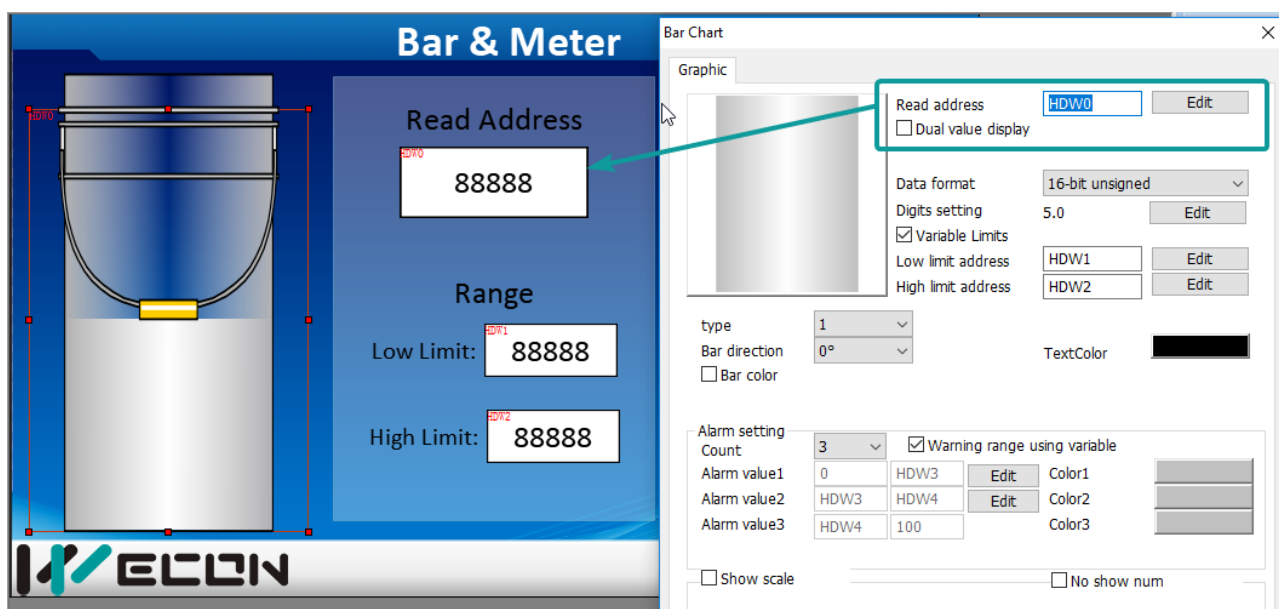 Bar & Meter
HDW0
Read Address
HDW0
88888
Range
Low Limit:
HDW1
88888
High Limit:
HDW2
88888
WECON
Bar Chart
Graphic
Read address
HDW0
Edit
Dual value display
Data format
16-bit unsigned
Digits setting
5.0
Edit
Variable Limits
Low limit address
HDW1
Edit
High limit address
HDW2
Edit
type
1
Bar direction
0°
TextColor
Bar color
Alarm setting
Count
3
Warning range using variable
Alarm value1
0
HDW3
Edit
Color1
Alarm value2
HDW3
HDW4
Edit
Color2
Alarm value3
HDW4
100
Color3
Show scale
No show num